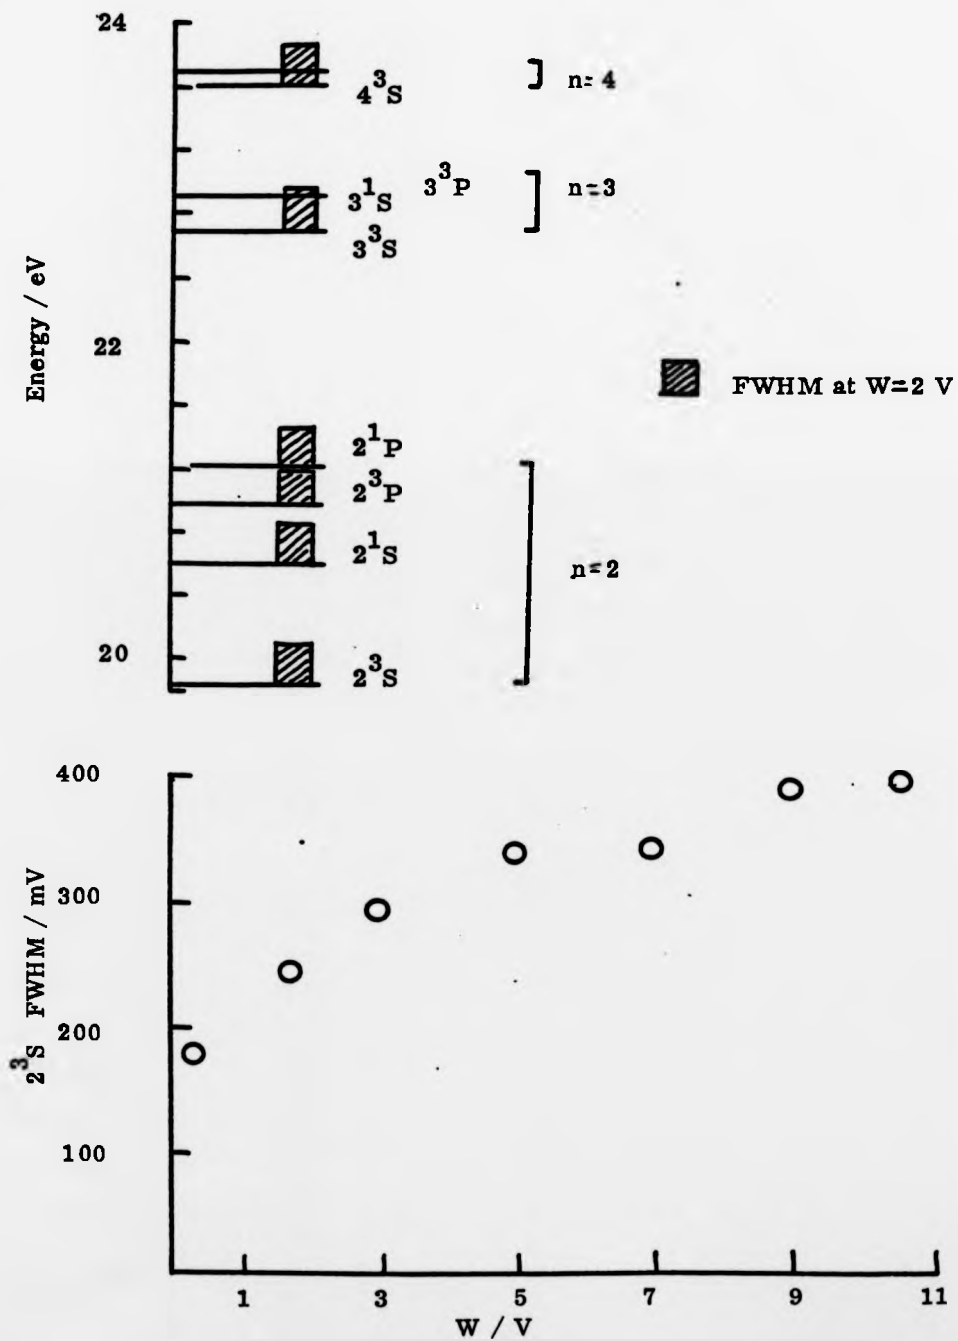 24
4³S
n=4
3¹S 3³P
n=3
3³S
Energy / eV
22
FWHM at W=2 V
2¹P
2³P
2¹S
n=2
20
2³S
400
300
200
100
2³S FWHM / mV
1 3 5 7 9 11
W / V